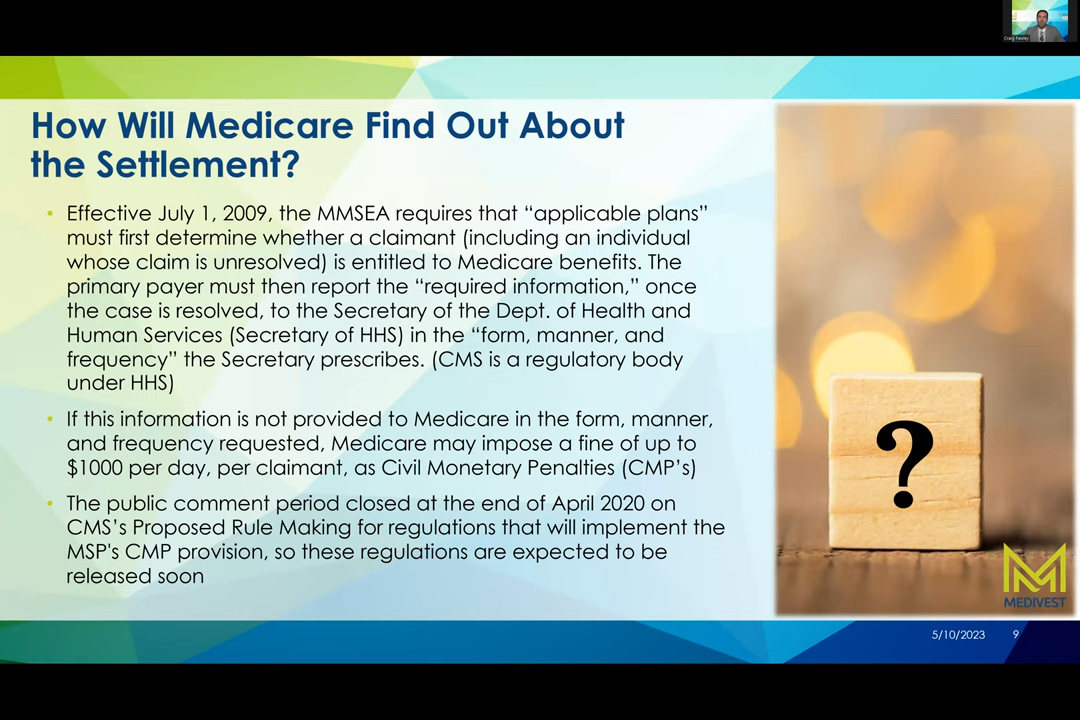 How Will Medicare Find Out About
the Settlement?
• Effective July 1, 2009, the MMSEA requires that “applicable plans”
must first determine whether a claimant (including an individual
whose claim is unresolved) is entitled to Medicare benefits. The
primary payer must then report the “required information,” once
the case is resolved, to the Secretary of the Dept. of Health and
Human Services (Secretary of HHS) in the “form, manner, and
frequency” the Secretary prescribes. (CMS is a regulatory body
under HHS)
• If this information is not provided to Medicare in the form, manner,
and frequency requested, Medicare may impose a fine of up to
$1000 per day, per claimant, as Civil Monetary Penalties (CMP’s)
• The public comment period closed at the end of April 2020 on
CMS’s Proposed Rule Making for regulations that will implement the
MSP's CMP provision, so these regulations are expected to be
released soon
?
MEDIVEST
5/10/2023 9